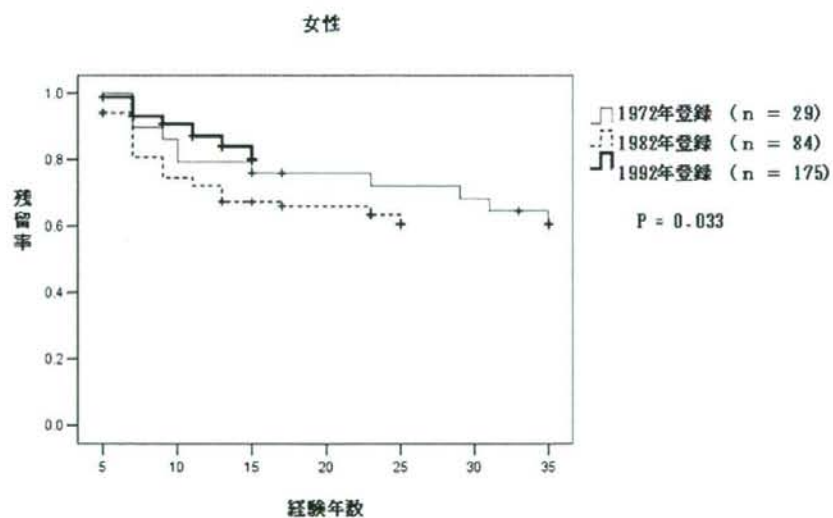 女性
1.0
0.8
0.6
0.4
0.2
0.0
残留率
5 10 15 20 25 30 35
経験年数
1972年登録 (n = 29)
1982年登録 (n = 84)
1992年登録 (n = 175)
P = 0.033